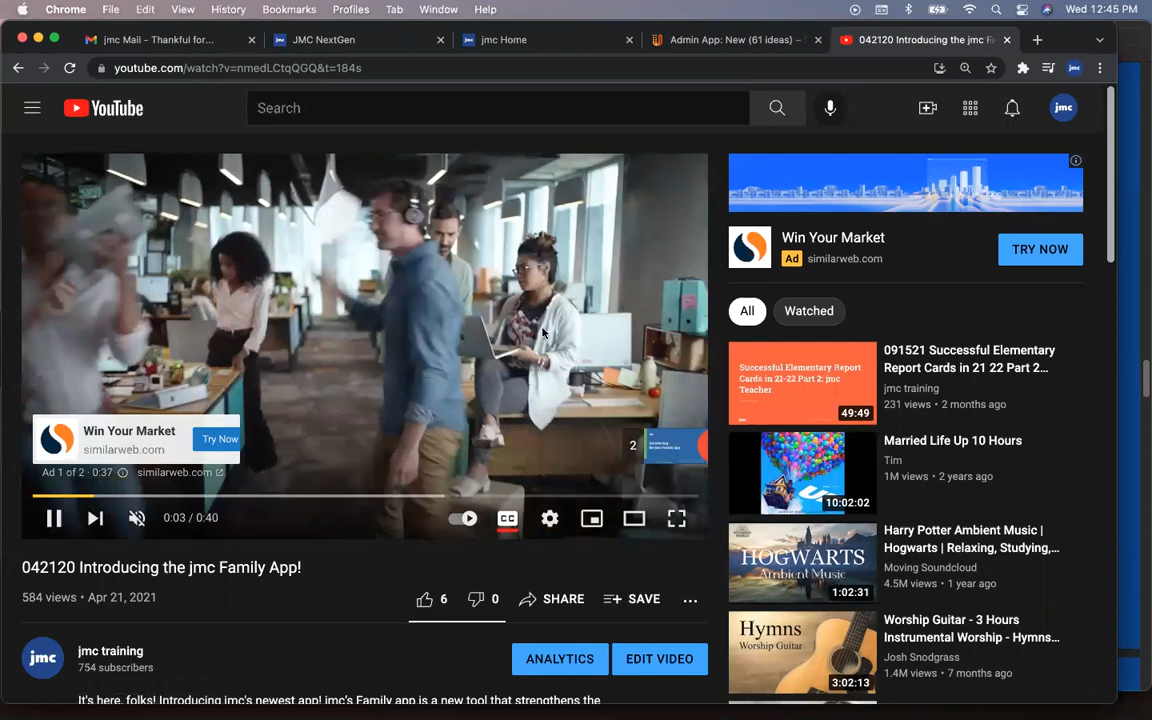 Chrome File Edit View History Bookmarks Profiles Tab Window Help Wed 12:45 PM
jmc Mail - Thankful for...
jmc JMC NextGen
jmc jmc Home
Admin App: New (61 ideas) –
042120 Introducing the jmc
youtube.com/watch?v=nmedLCtqQGQ&t=184s
jmc
YouTube
Search
jmc
Win Your Market
Ad similarweb.com
TRY NOW
All Watched
Win Your Market
similarweb.com
Try Now
Ad 1 of 2 · 0:37 similarweb.com
2
Introducing
the jmc Family app
0:03 / 0:40
CC
042120 Introducing the jmc Family App!
584 views • Apr 21, 2021
6 0 SHARE SAVE ...
jmc
jmc training
754 subscribers
ANALYTICS EDIT VIDEO
It's here, folks! Introducing jmc's newest app! jmc's Family app is a new tool that strengthens the
Successful Elementary Report
Cards in 21-22 Part 2: jmc
Teacher
49:49
091521 Successful Elementary
Report Cards in 21 22 Part 2...
jmc training
231 views • 2 months ago
10:02:02
Married Life Up 10 Hours
Tim
1M views • 2 years ago
HOGWARTS
Ambient Music
1:02:31
Harry Potter Ambient Music |
Hogwarts | Relaxing, Studying,...
Moving Soundcloud
4.5M views • 1 year ago
Hymns
Worship Guitar
3:02:13
Worship Guitar - 3 Hours
Instrumental Worship - Hymns...
Josh Snodgrass
1.4M views • 7 months ago